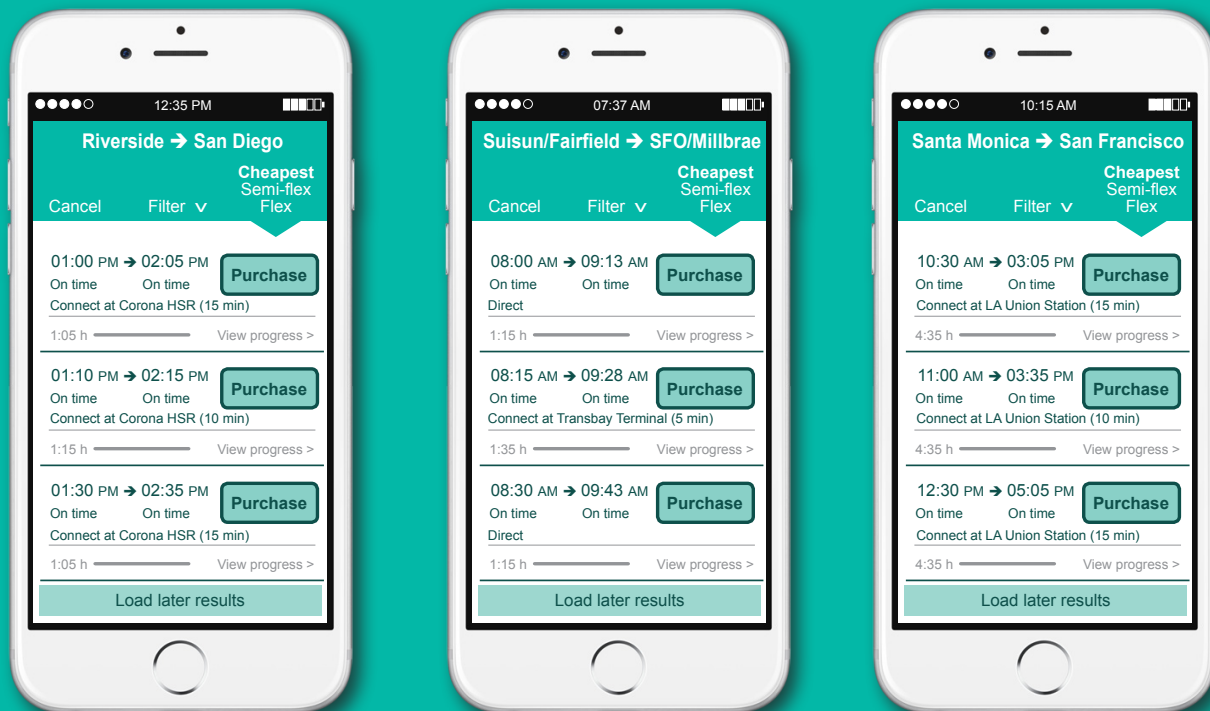 12:35 PM
Riverside ➔ San Diego
Cheapest
Semi-flex
Cancel Filter v Flex
01:00 PM ➔ 02:05 PM Purchase
On time On time
Connect at Corona HSR (15 min)
1:05 h View progress >
01:10 PM ➔ 02:15 PM Purchase
On time On time
Connect at Corona HSR (10 min)
1:15 h View progress >
01:30 PM ➔ 02:35 PM Purchase
On time On time
Connect at Corona HSR (15 min)
1:05 h View progress >
Load later results
07:37 AM
Suisun/Fairfield ➔ SFO/Millbrae
Cheapest
Semi-flex
Cancel Filter v Flex
08:00 AM ➔ 09:13 AM Purchase
On time On time
Direct
1:15 h View progress >
08:15 AM ➔ 09:28 AM Purchase
On time On time
Connect at Transbay Terminal (5 min)
1:35 h View progress >
08:30 AM ➔ 09:43 AM Purchase
On time On time
Direct
1:15 h View progress >
Load later results
10:15 AM
Santa Monica ➔ San Francisco
Cheapest
Semi-flex
Cancel Filter v Flex
10:30 AM ➔ 03:05 PM Purchase
On time On time
Connect at LA Union Station (15 min)
4:35 h View progress >
11:00 AM ➔ 03:35 PM Purchase
On time On time
Connect at LA Union Station (10 min)
4:35 h View progress >
12:30 PM ➔ 05:05 PM Purchase
On time On time
Connect at LA Union Station (15 min)
4:35 h View progress >
Load later results